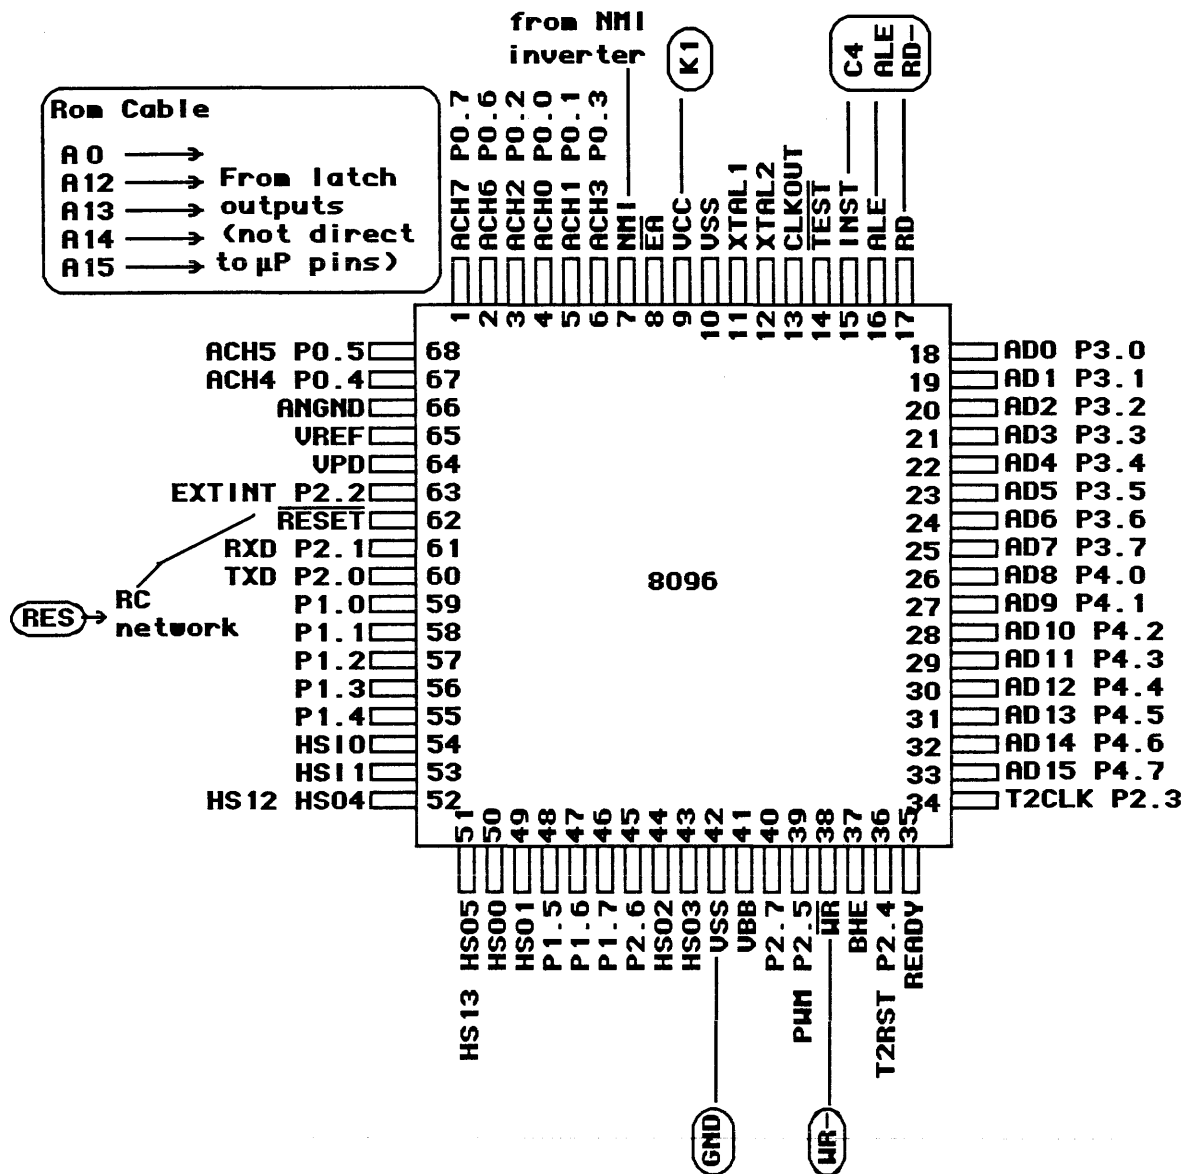 from NMI
inverter
K1
C4
ALE
RD-
Rom Cable
A0
A12 From latch
A13 outputs
A14 (not direct
A15 to µP pins)
ACH7 P0.7
ACH6 P0.6
ACH2 P0.2
ACH0 P0.0
ACH1 P0.1
ACH3 P0.3
NMI
EA
VCC
VSS
XTAL1
XTAL2
CLKOUT
TEST
INST
ALE
RD
1 2 3 4 5 6 7 8 9 10 11 12 13 14 15 16 17
ACH5 P0.5 68
ACH4 P0.4 67
ANGND 66
VREF 65
VPD 64
EXTINT P2.2 63
RESET 62
RXD P2.1 61
TXD P2.0 60
P1.0 59
P1.1 58
P1.2 57
P1.3 56
P1.4 55
HSI0 54
HSI1 53
HS12 HS04 52
RES
RC
network
8096
18 AD0 P3.0
19 AD1 P3.1
20 AD2 P3.2
21 AD3 P3.3
22 AD4 P3.4
23 AD5 P3.5
24 AD6 P3.6
25 AD7 P3.7
26 AD8 P4.0
27 AD9 P4.1
28 AD10 P4.2
29 AD11 P4.3
30 AD12 P4.4
31 AD13 P4.5
32 AD14 P4.6
33 AD15 P4.7
34 T2CLK P2.3
51 50 49 48 47 46 45 44 43 42 41 40 39 38 37 36 35
HS13 HS05
HS00
HS01
P1.5
P1.6
P1.7
P2.6
HS02
HS03
VSS
VBB
P2.7
PWM P2.5
WR
BHE
T2RST P2.4
READY
GND
WR-